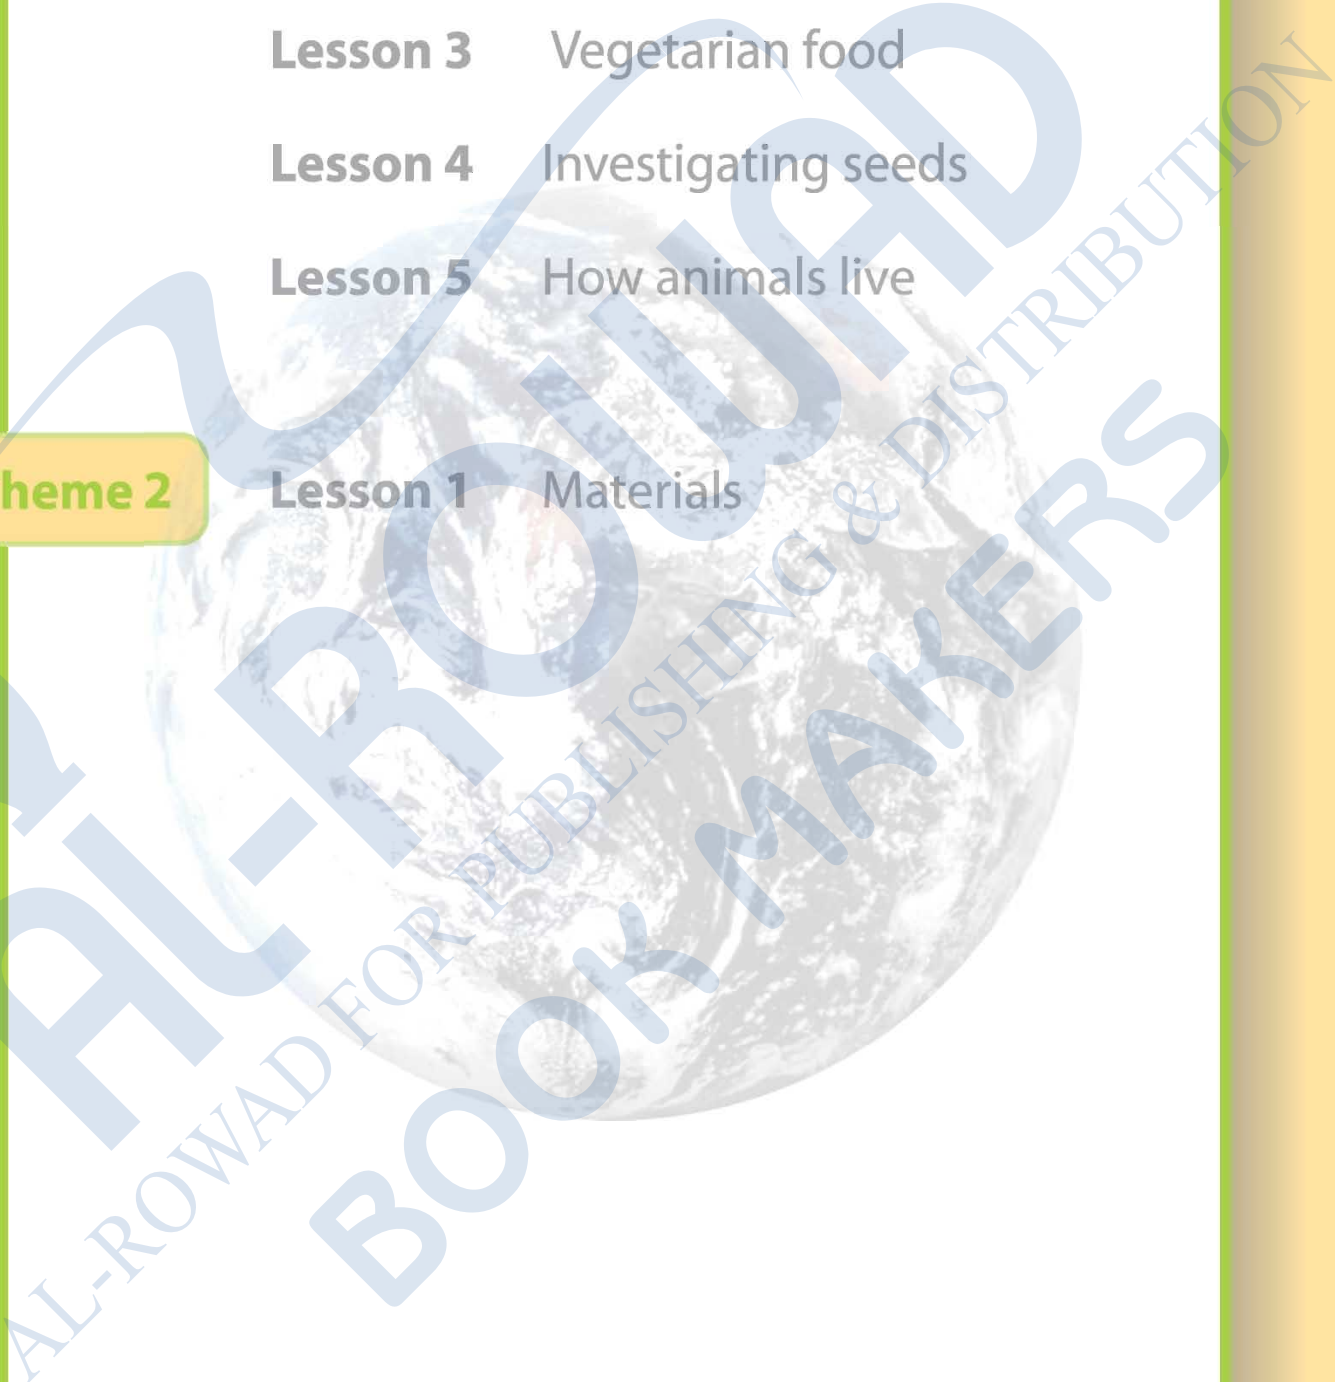 Lesson 3 Vegetarian food
Lesson 4 Investigating seeds
Lesson 5 How animals live
heme 2 Lesson 1 Materials
AL-ROWAD
AL-ROWAD FOR PUBLISHING & DISTRIBUTION
BOOK MAKERS